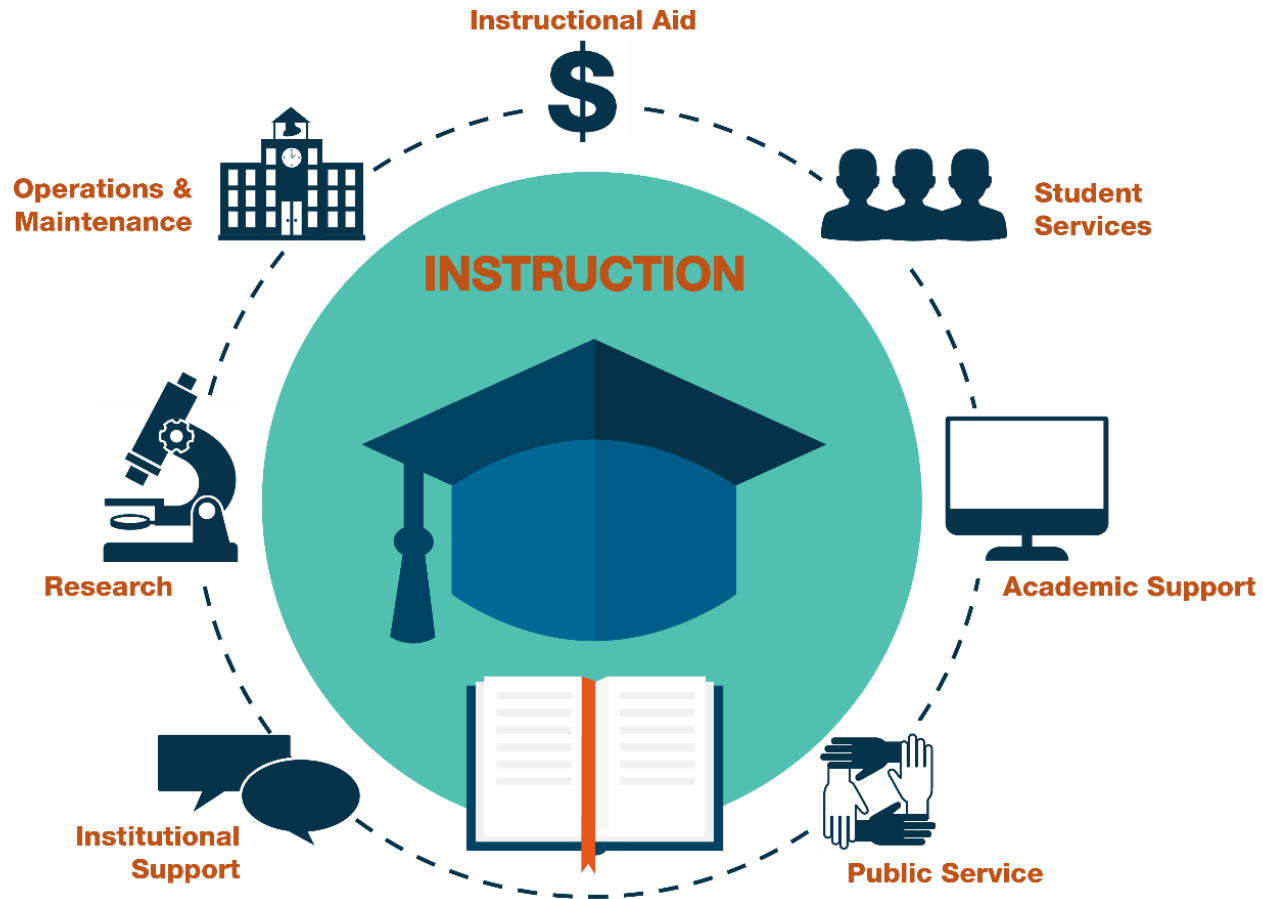 Instructional Aid
Operations &
Maintenance
Student
Services
INSTRUCTION
Research
Academic Support
Institutional
Support
Public Service